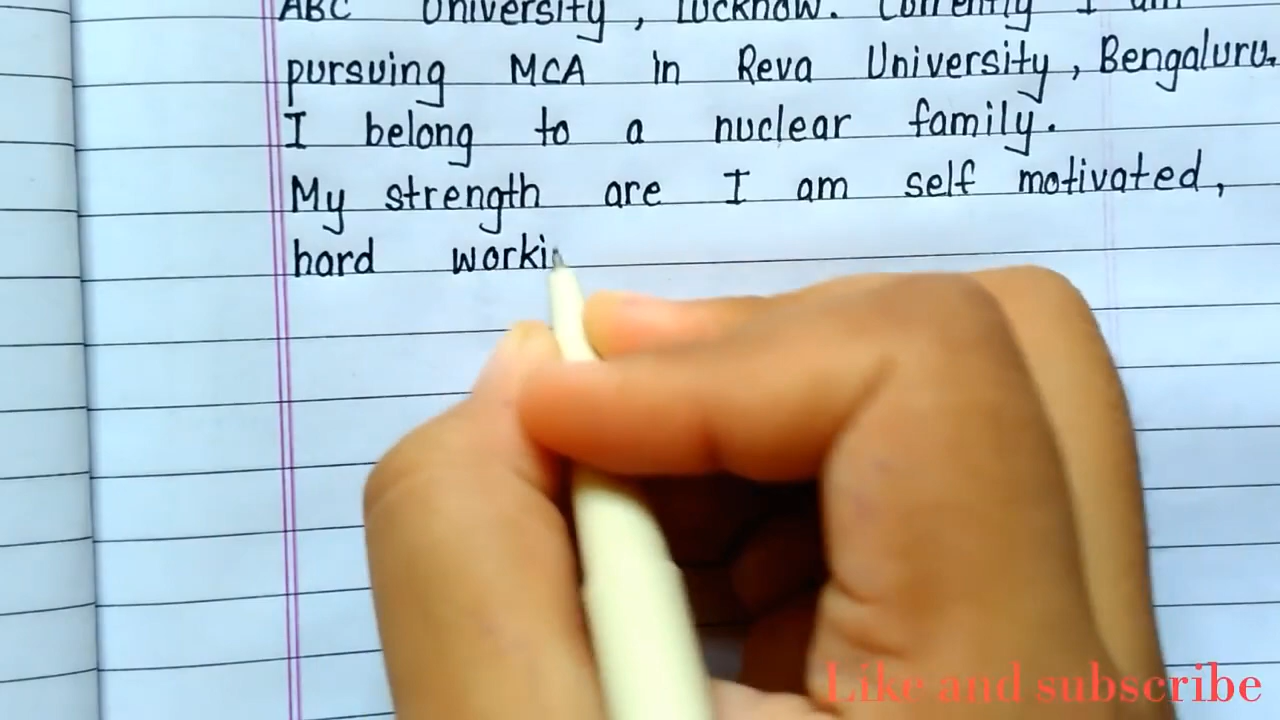 ABC University, Lucknow. Currently I am
pursuing MCA in Reva University, Bengaluru.
I belong to a nuclear family.
My strength are I am self motivated,
hard worki
Like and subscribe